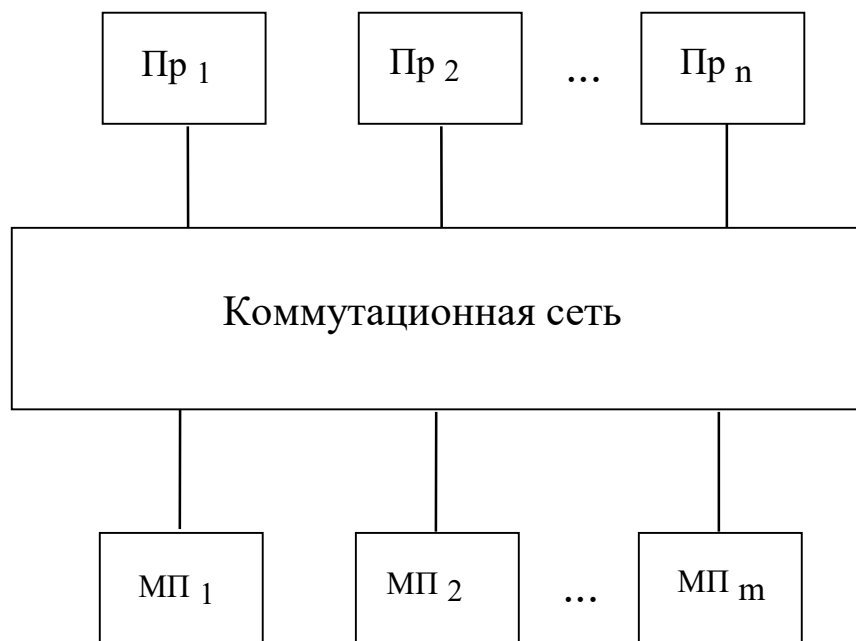 Пр 1 Пр 2 ... Пр n
Коммутационная сеть
МП 1 МП 2 ... МП m